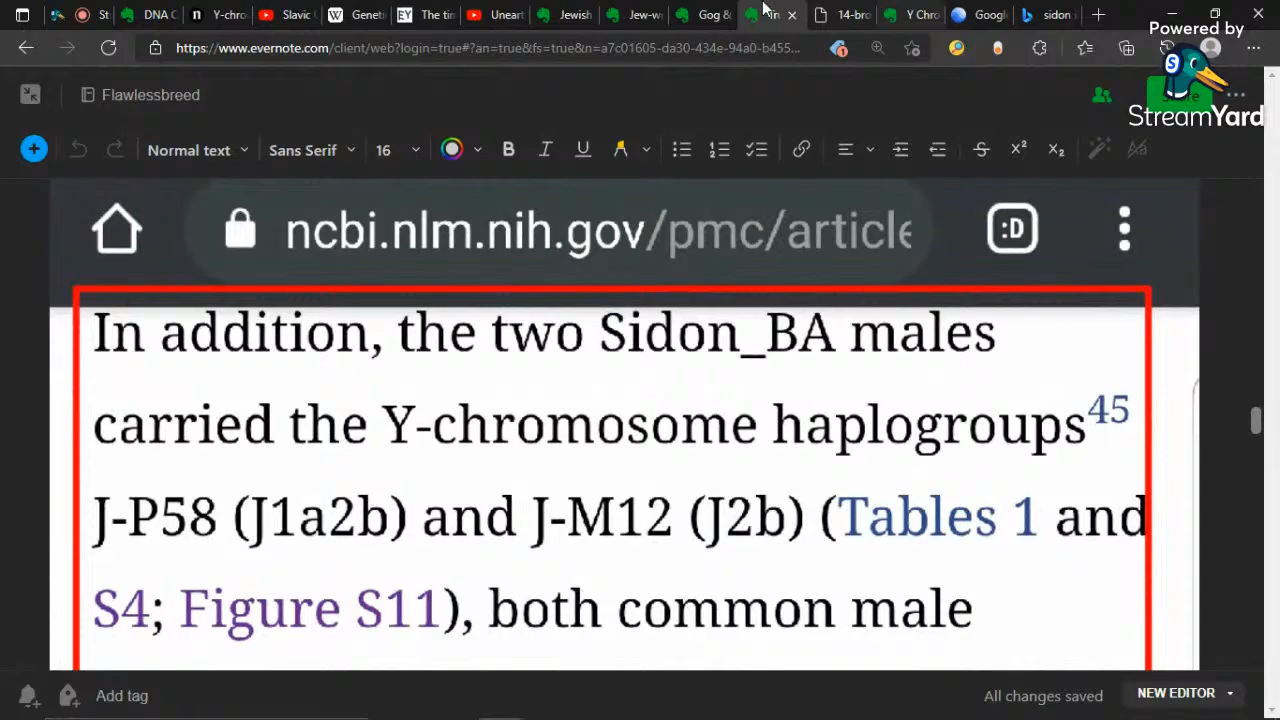 St
DNA C
Y-chro
Slavic
Geneti
The tir
Uneart
Jewish
Jew-w
Gog &
14-bro
Y Chro
Googl
sidon
https://www.evernote.com/client/web?login=true#?an=true&fs=true&n=a7c01605-da30-434e-94a0-b455...
Powered by
StreamYard
Flawlessbreed
Normal text
Sans Serif
16
ncbi.nlm.nih.gov/pmc/article
:D
In addition, the two Sidon_BA males
carried the Y-chromosome haplogroups45
J-P58 (J1a2b) and J-M12 (J2b) (Tables 1 and
S4; Figure S11), both common male
Add tag
All changes saved
NEW EDITOR